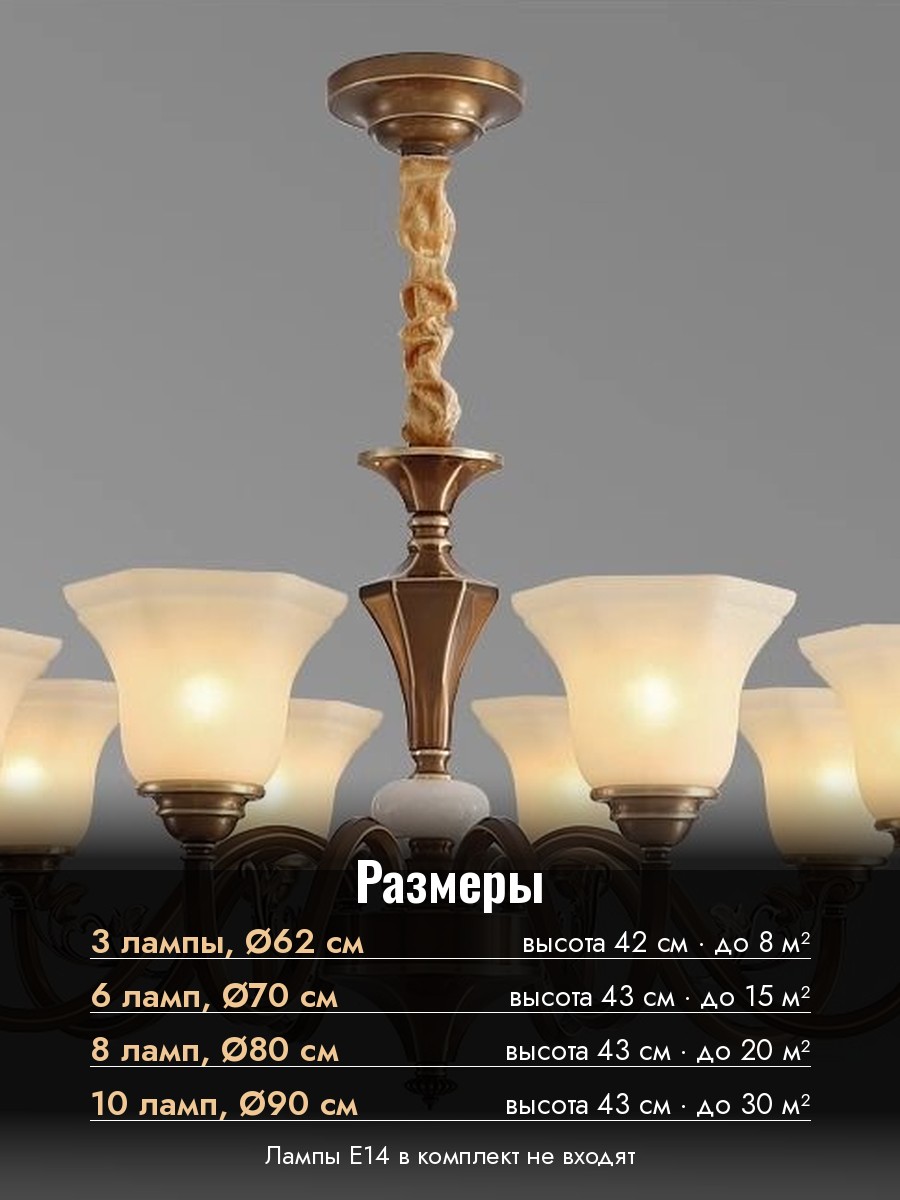 Размеры
3 лампы, Ø62 см высота 42 см · до 8 м²
6 ламп, Ø70 см высота 43 см · до 15 м²
8 ламп, Ø80 см высота 43 см · до 20 м²
10 ламп, Ø90 см высота 43 см · до 30 м²
Лампы E14 в комплект не входят